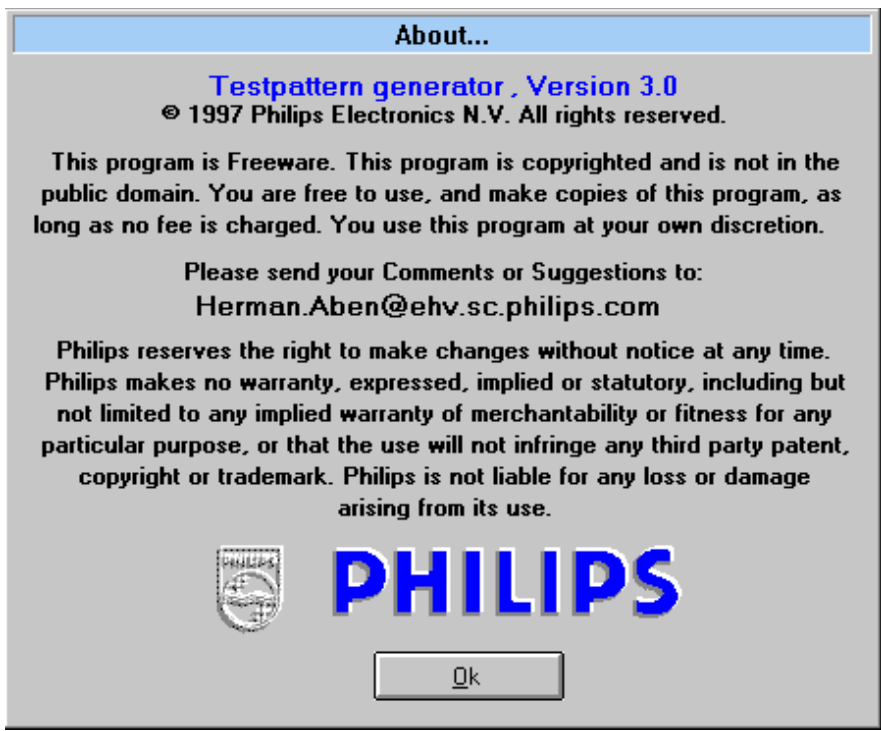 About...
Testpattern generator , Version 3.0
© 1997 Philips Electronics N.V. All rights reserved.
This program is Freeware. This program is copyrighted and is not in the
public domain. You are free to use, and make copies of this program, as
long as no fee is charged. You use this program at your own discretion.
Please send your Comments or Suggestions to:
Herman.Aben@ehv.sc.philips.com
Philips reserves the right to make changes without notice at any time.
Philips makes no warranty, expressed, implied or statutory, including but
not limited to any implied warranty of merchantability or fitness for any
particular purpose, or that the use will not infringe any third party patent,
copyright or trademark. Philips is not liable for any loss or damage
arising from its use.
PHILIPS
PHILIPS
Ok